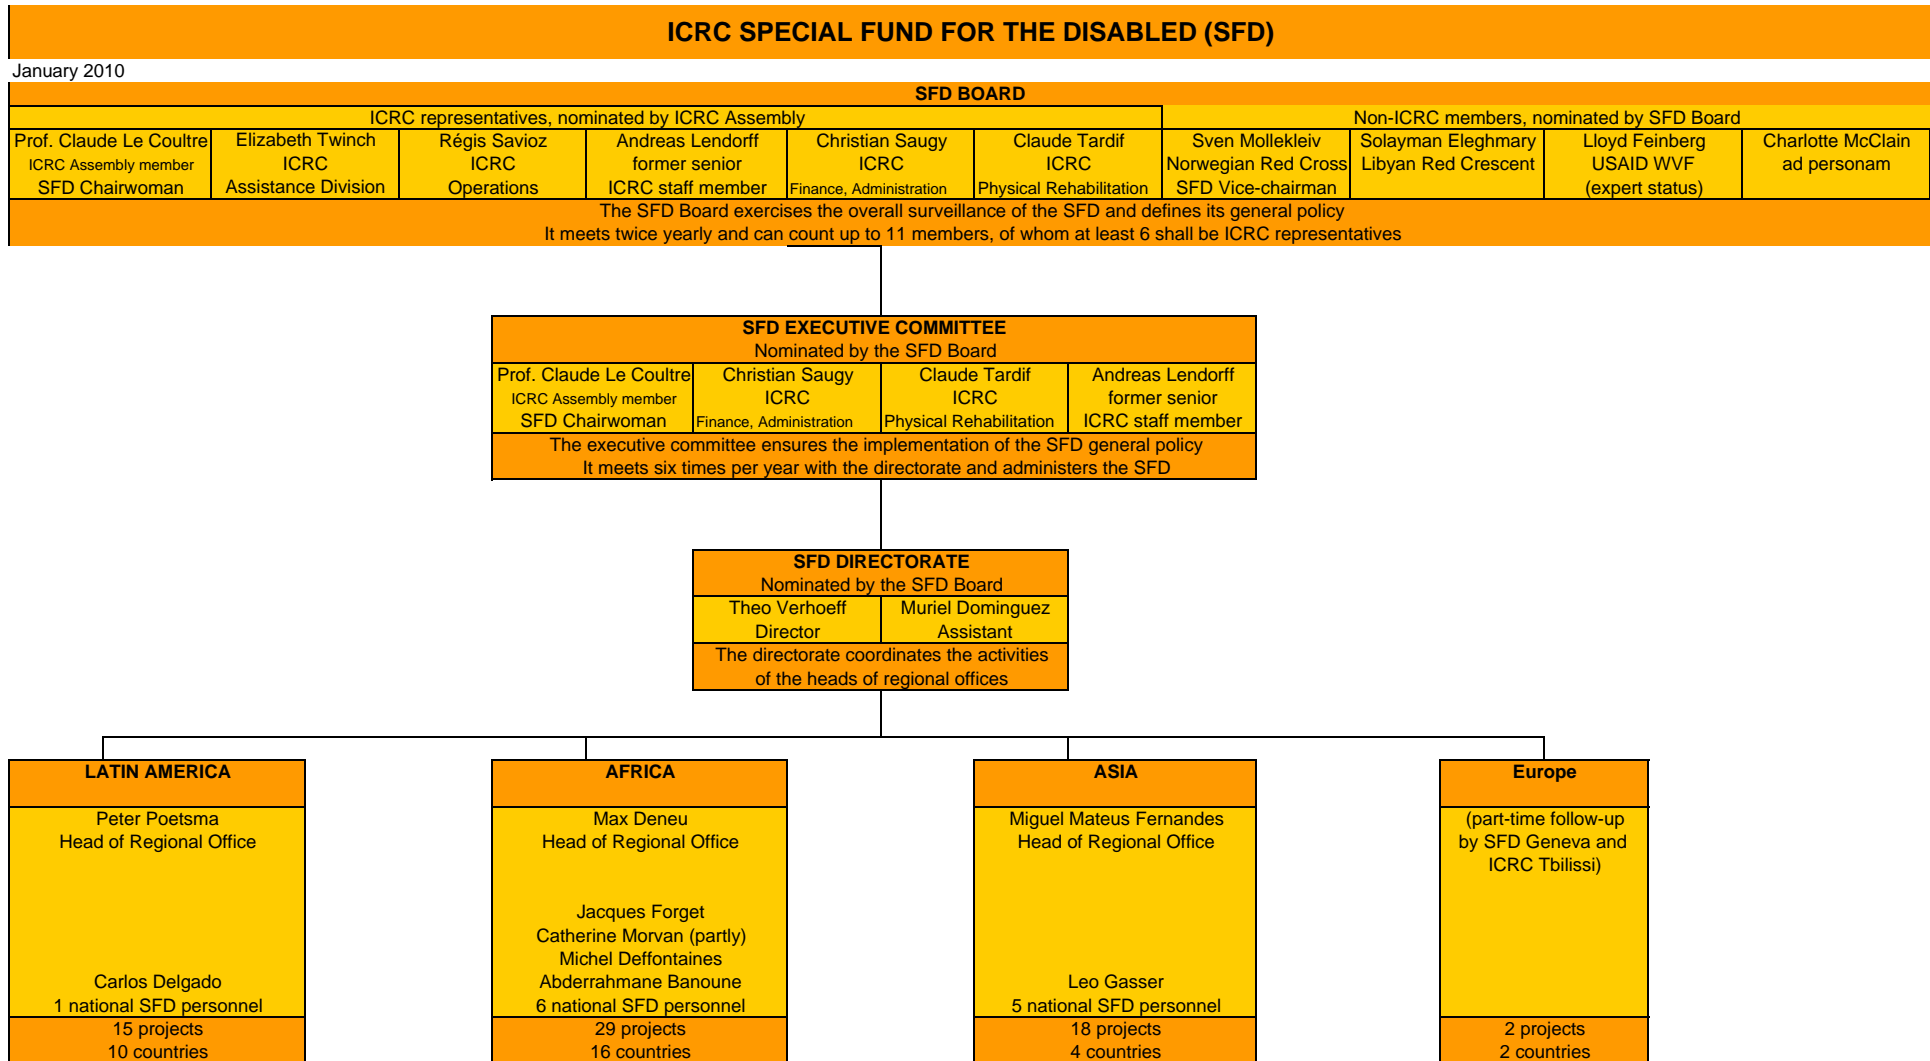 ICRC SPECIAL FUND FOR THE DISABLED (SFD)
January 2010
SFD BOARD
ICRC representatives, nominated by ICRC Assembly
Non-ICRC members, nominated by SFD Board
Prof. Claude Le Coultre
ICRC Assembly member
SFD Chairwoman
Elizabeth Twinch
ICRC
Assistance Division
Régis Savioz
ICRC
Operations
Andreas Lendorff
former senior
ICRC staff member
Christian Saugy
ICRC
Finance, Administration
Claude Tardif
ICRC
Physical Rehabilitation
Sven Mollekleiv
Norwegian Red Cross
SFD Vice-chairman
Solayman Eleghmary
Libyan Red Crescent
Lloyd Feinberg
USAID WVF
(expert status)
Charlotte McClain
ad personam
The SFD Board exercises the overall surveillance of the SFD and defines its general policy
It meets twice yearly and can count up to 11 members, of whom at least 6 shall be ICRC representatives
SFD EXECUTIVE COMMITTEE
Nominated by the SFD Board
Prof. Claude Le Coultre
ICRC Assembly member
SFD Chairwoman
Christian Saugy
ICRC
Finance, Administration
Claude Tardif
ICRC
Physical Rehabilitation
Andreas Lendorff
former senior
ICRC staff member
The executive committee ensures the implementation of the SFD general policy
It meets six times per year with the directorate and administers the SFD
SFD DIRECTORATE
Nominated by the SFD Board
Theo Verhoeff
Director
Muriel Dominguez
Assistant
The directorate coordinates the activities
of the heads of regional offices
LATIN AMERICA
Peter Poetsma
Head of Regional Office
Carlos Delgado
1 national SFD personnel
15 projects
10 countries
AFRICA
Max Deneu
Head of Regional Office
Jacques Forget
Catherine Morvan (partly)
Michel Deffontaines
Abderrahmane Banoune
6 national SFD personnel
29 projects
16 countries
ASIA
Miguel Mateus Fernandes
Head of Regional Office
Leo Gasser
5 national SFD personnel
18 projects
4 countries
Europe
(part-time follow-up
by SFD Geneva and
ICRC Tbilissi)
2 projects
2 countries